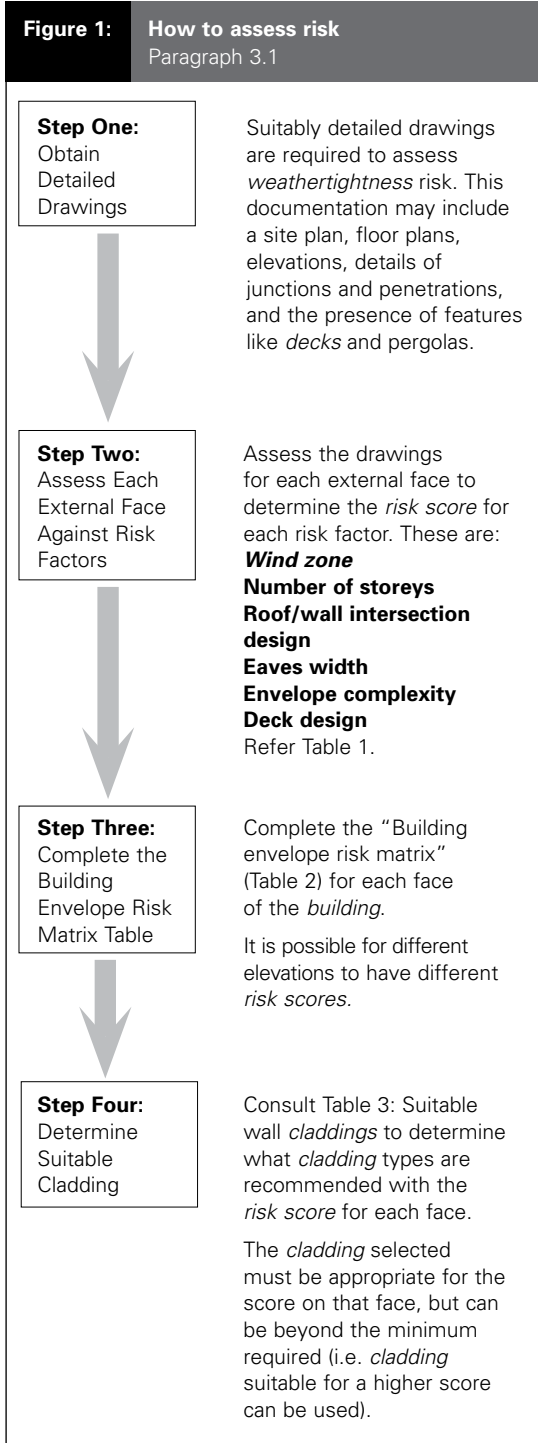 Figure 1:
How to assess risk
Paragraph 3.1
Step One:
Obtain
Detailed
Drawings
Suitably detailed drawings
are required to assess
weathertightness risk. This
documentation may include
a site plan, floor plans,
elevations, details of
junctions and penetrations,
and the presence of features
like decks and pergolas.
Step Two:
Assess Each
External Face
Against Risk
Factors
Assess the drawings
for each external face to
determine the risk score for
each risk factor. These are:
Wind zone
Number of storeys
Roof/wall intersection
design
Eaves width
Envelope complexity
Deck design
Refer Table 1.
Step Three:
Complete the
Building
Envelope Risk
Matrix Table
Complete the “Building
envelope risk matrix”
(Table 2) for each face
of the building.
It is possible for different
elevations to have different
risk scores.
Step Four:
Determine
Suitable
Cladding
Consult Table 3: Suitable
wall claddings to determine
what cladding types are
recommended with the
risk score for each face.
The cladding selected
must be appropriate for the
score on that face, but can
be beyond the minimum
required (i.e. cladding
suitable for a higher score
can be used).